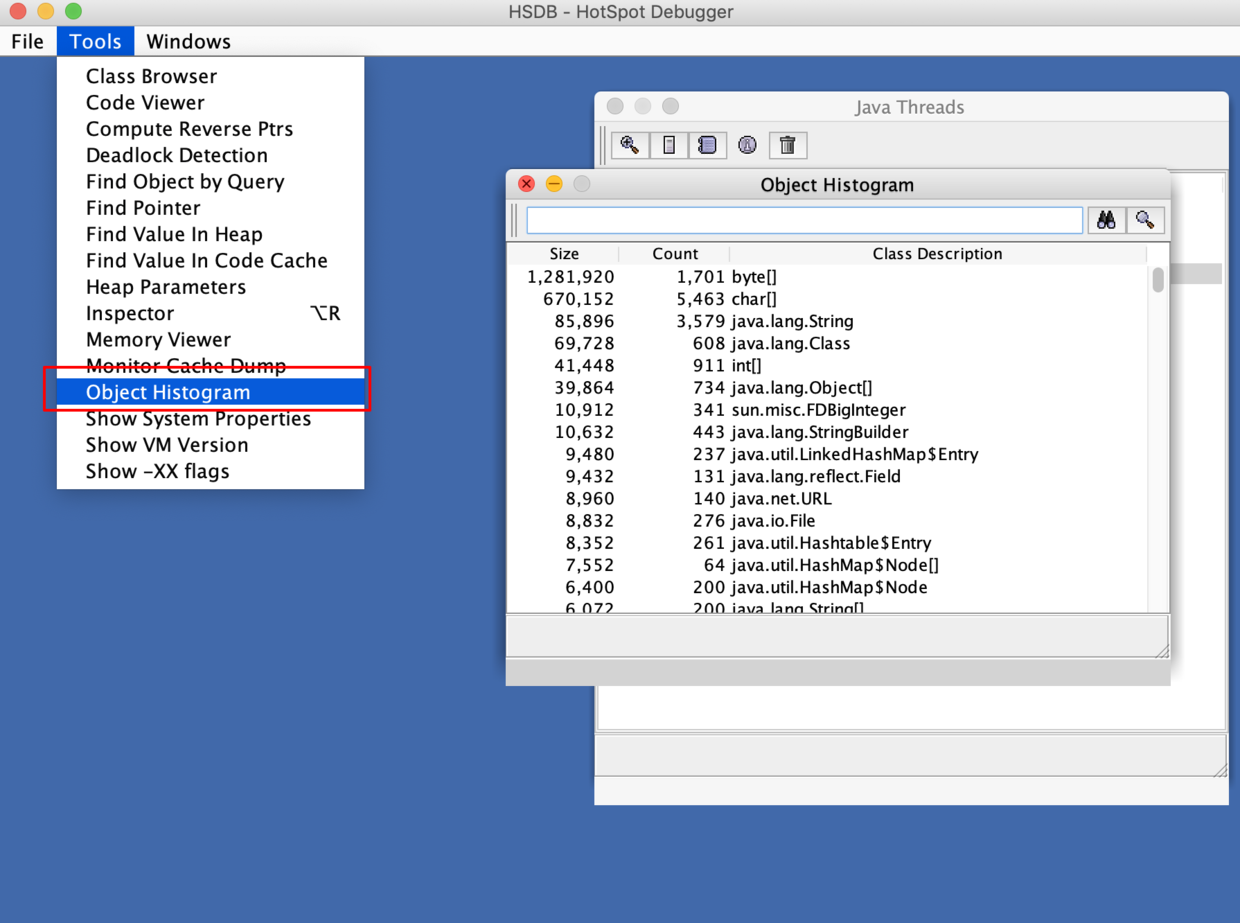 HSDB - HotSpot Debugger
File Tools Windows
Class Browser
Code Viewer
Compute Reverse Ptrs
Deadlock Detection
Find Object by Query
Find Pointer
Find Value In Heap
Find Value In Code Cache
Heap Parameters
Inspector ⌥R
Memory Viewer
Monitor Cache Dump
Object Histogram
Show System Properties
Show VM Version
Show -XX flags
Java Threads
Object Histogram
Size Count Class Description
1,281,920 1,701 byte[]
670,152 5,463 char[]
85,896 3,579 java.lang.String
69,728 608 java.lang.Class
41,448 911 int[]
39,864 734 java.lang.Object[]
10,912 341 sun.misc.FDBigInteger
10,632 443 java.lang.StringBuilder
9,480 237 java.util.LinkedHashMap$Entry
9,432 131 java.lang.reflect.Field
8,960 140 java.net.URL
8,832 276 java.io.File
8,352 261 java.util.Hashtable$Entry
7,552 64 java.util.HashMap$Node[]
6,400 200 java.util.HashMap$Node
6,072 200 java.lang.String[]